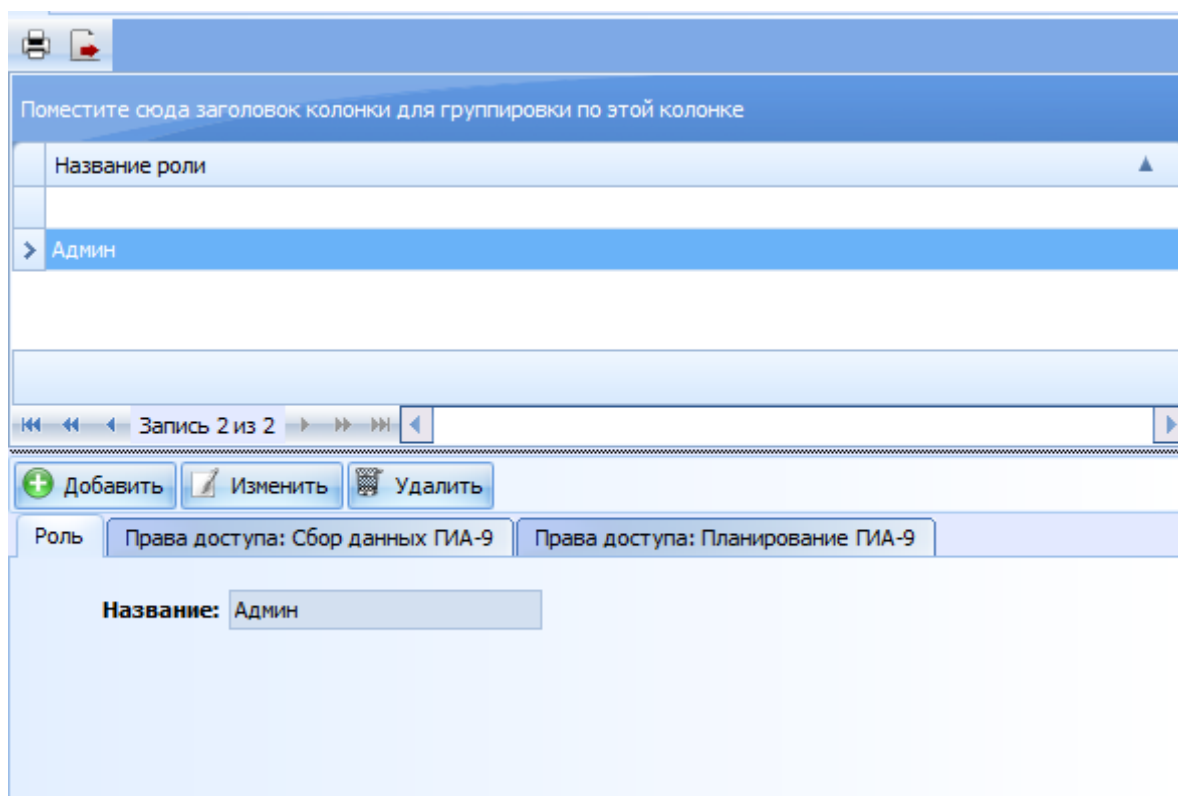 Поместите сюда заголовок колонки для группировки по этой колонке
Название роли
Админ
Запись 2 из 2
Добавить Изменить Удалить
Роль Права доступа: Сбор данных ГИА-9 Права доступа: Планирование ГИА-9
Название: Админ